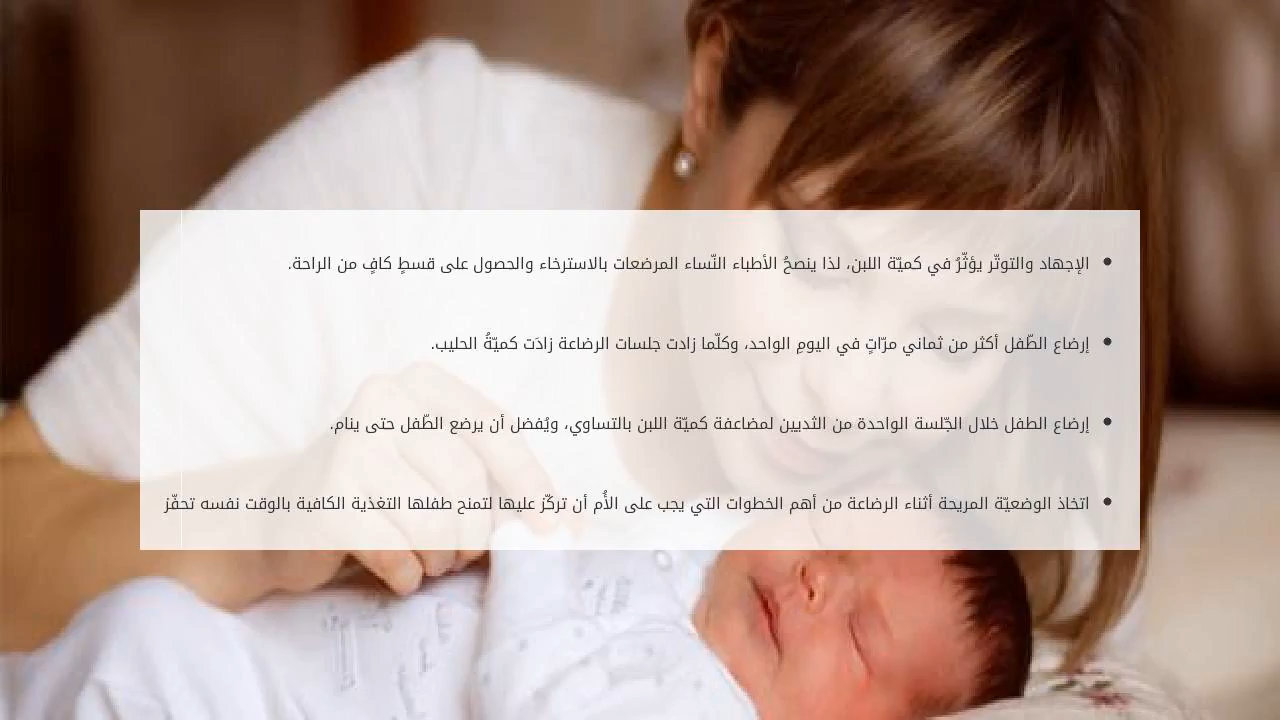 الإجهاد والتوتّر يؤثّرُ في كميّة اللبن، لذا ينصحُ الأطباء النّساء المرضعات بالاسترخاء والحصول على قسطٍ كافٍ من الراحة.
إرضاع الطّفل أكثر من ثماني مرّاتٍ في اليومِ الواحد، وكلّما زادت جلسات الرضاعة زادَت كميّةُ الحليب.
إرضاع الطفل خلال الجّلسة الواحدة من الثديين لمضاعفة كميّة اللبن بالتساوي، ويُفضل أن يرضع الطّفل حتى ينام.
اتخاذ الوضعيّة المريحة أثناء الرضاعة من أهم الخطوات التي يجب على الأُم أن تركّز عليها لتمنح طفلها التغذية الكافية بالوقت نفسه تحفّز